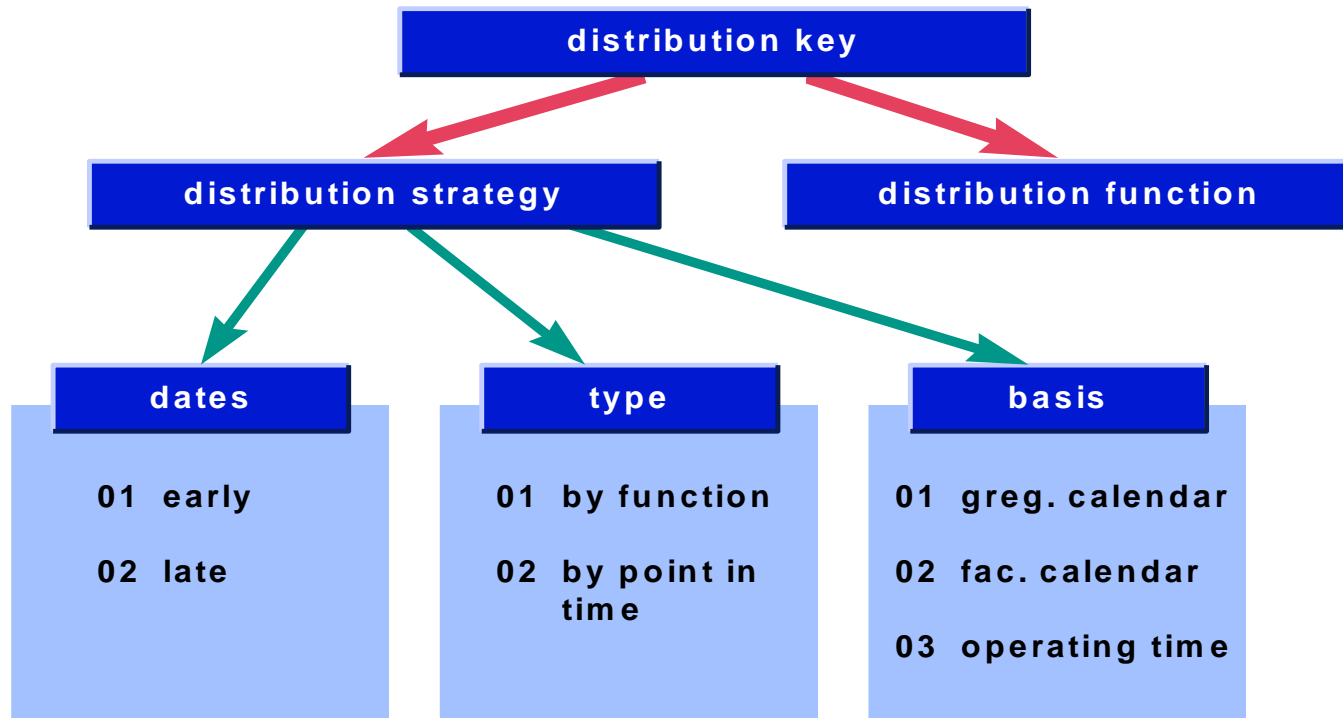 distribution key
distribution strategy
distribution function
dates
01 early
02 late
type
01 by function
02 by point in
time
basis
01 greg. calendar
02 fac. calendar
03 operating time